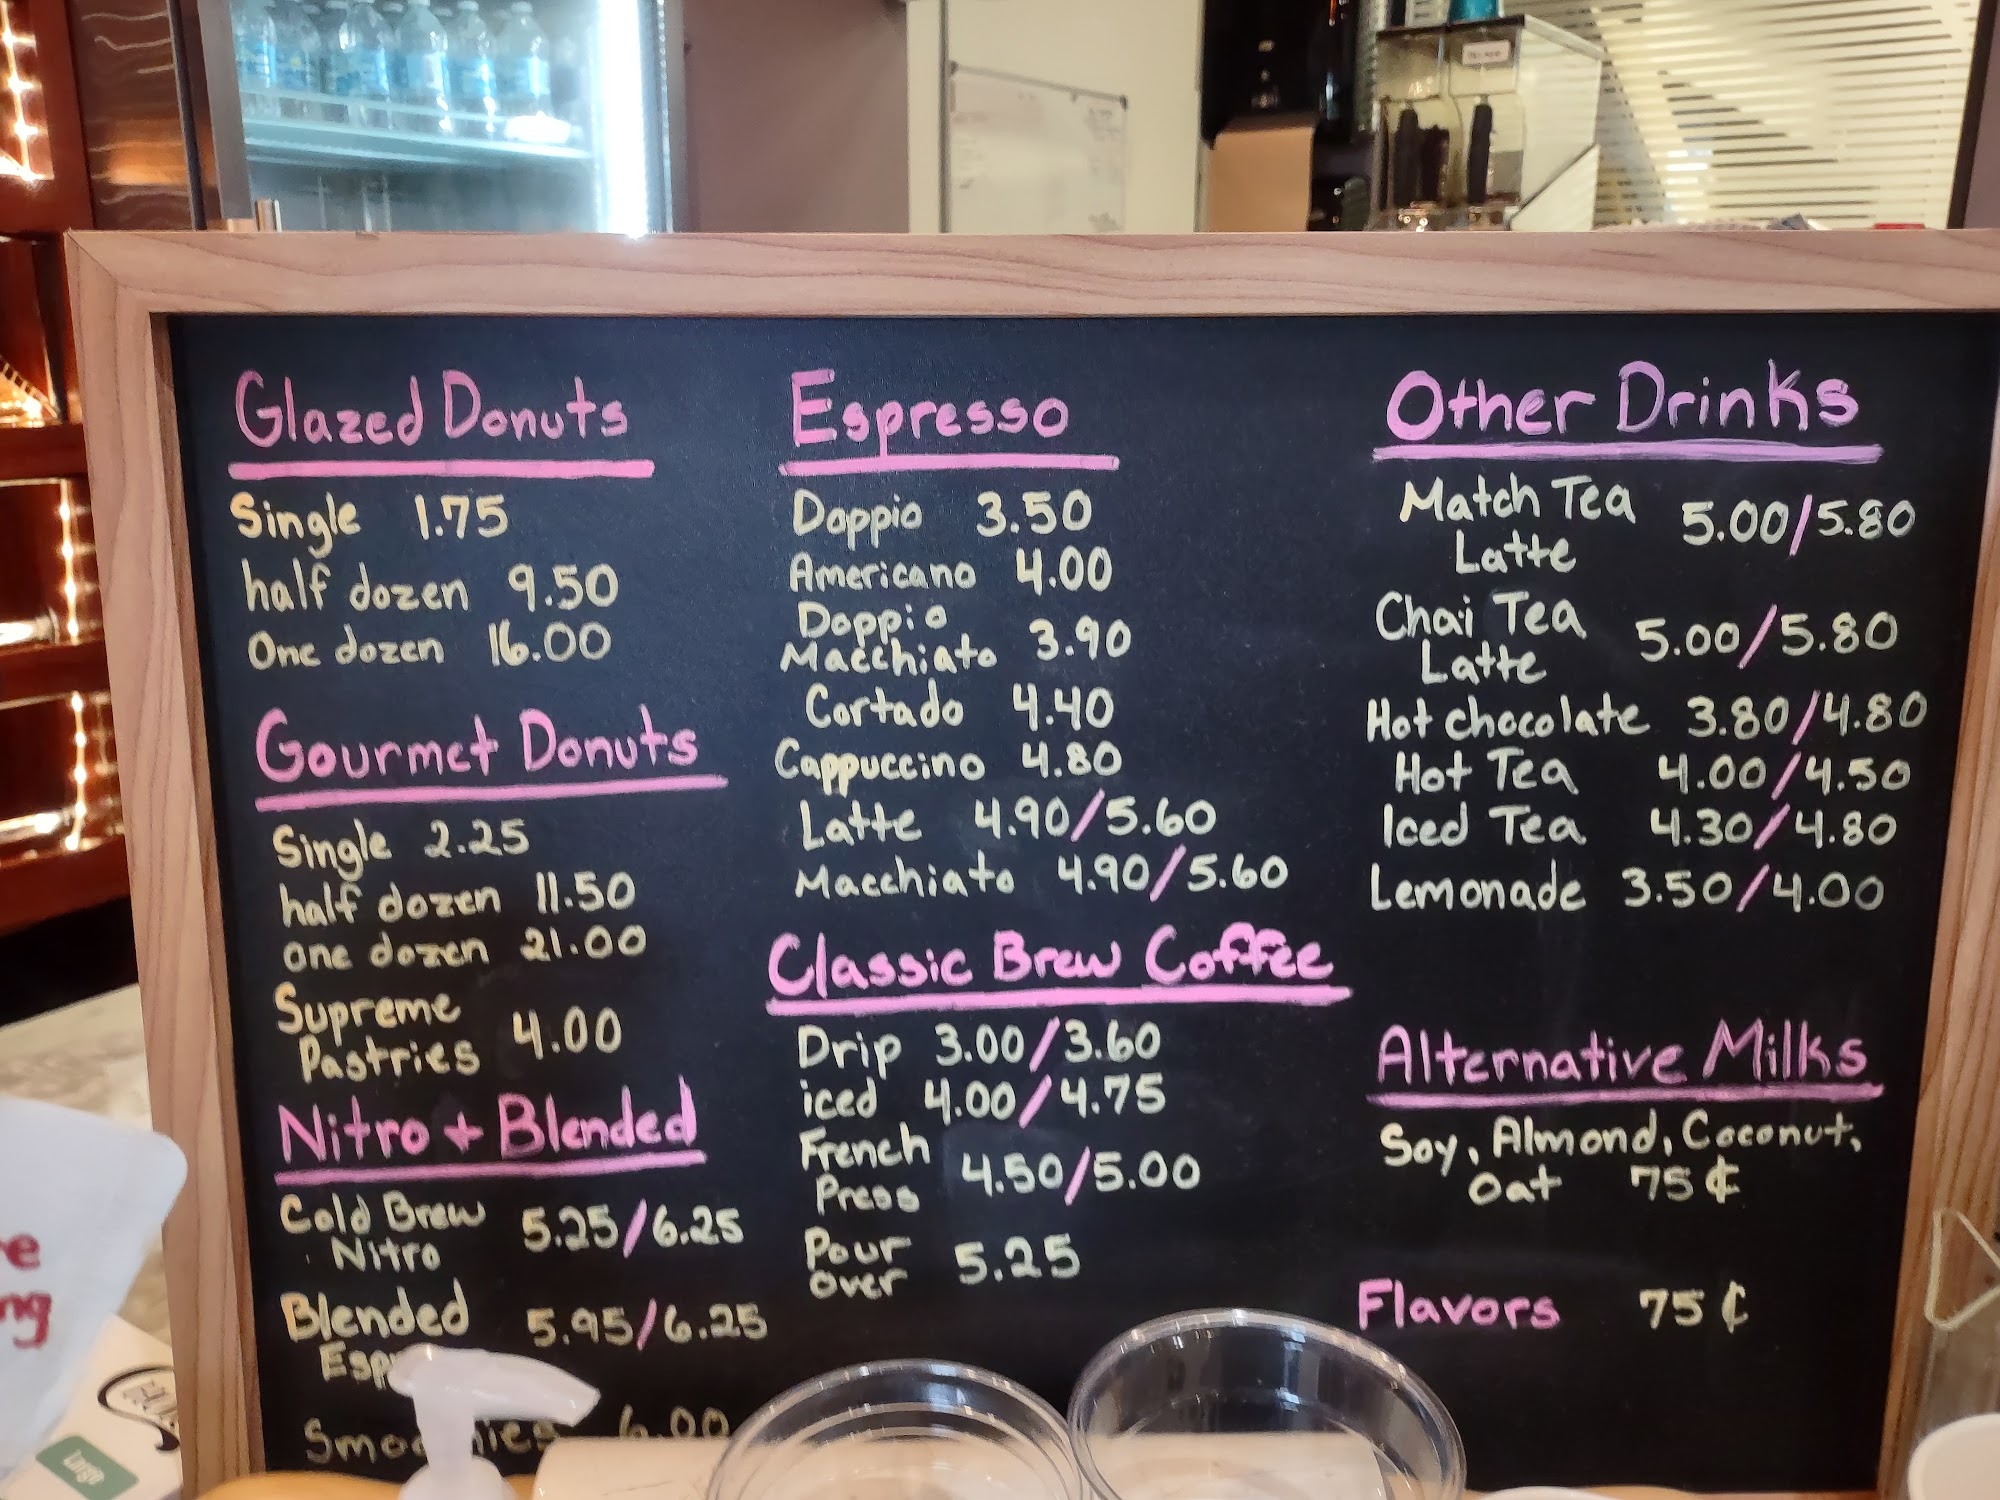 Glazed Donuts
Single 1.75
half dozen 9.50
One dozen 16.00
Gourmet Donuts
Single 2.25
half dozen 11.50
one dozen 21.00
Supreme
Pastries 4.00
Nitro + Blended
Cold Brew
Nitro 5.25/6.25
Blended 5.95/6.25
Smoothies 6.00
Espresso
Doppio 3.50
Americano 4.00
Doppio
Macchiato 3.90
Cortado 4.40
Cappuccino 4.80
Latte 4.90/5.60
Macchiato 4.90/5.60
Classic Brew Coffee
Drip 3.00/3.60
iced 4.00/4.75
French
Press 4.50/5.00
Pour
over 5.25
Other Drinks
Match Tea
Latte 5.00/5.80
Chai Tea
Latte 5.00/5.80
Hot chocolate 3.80/4.80
Hot Tea 4.00/4.50
Iced Tea 4.30/4.80
Lemonade 3.50/4.00
Alternative Milks
Soy, Almond, Coconut,
Oat 75¢
Flavors 75¢
Large